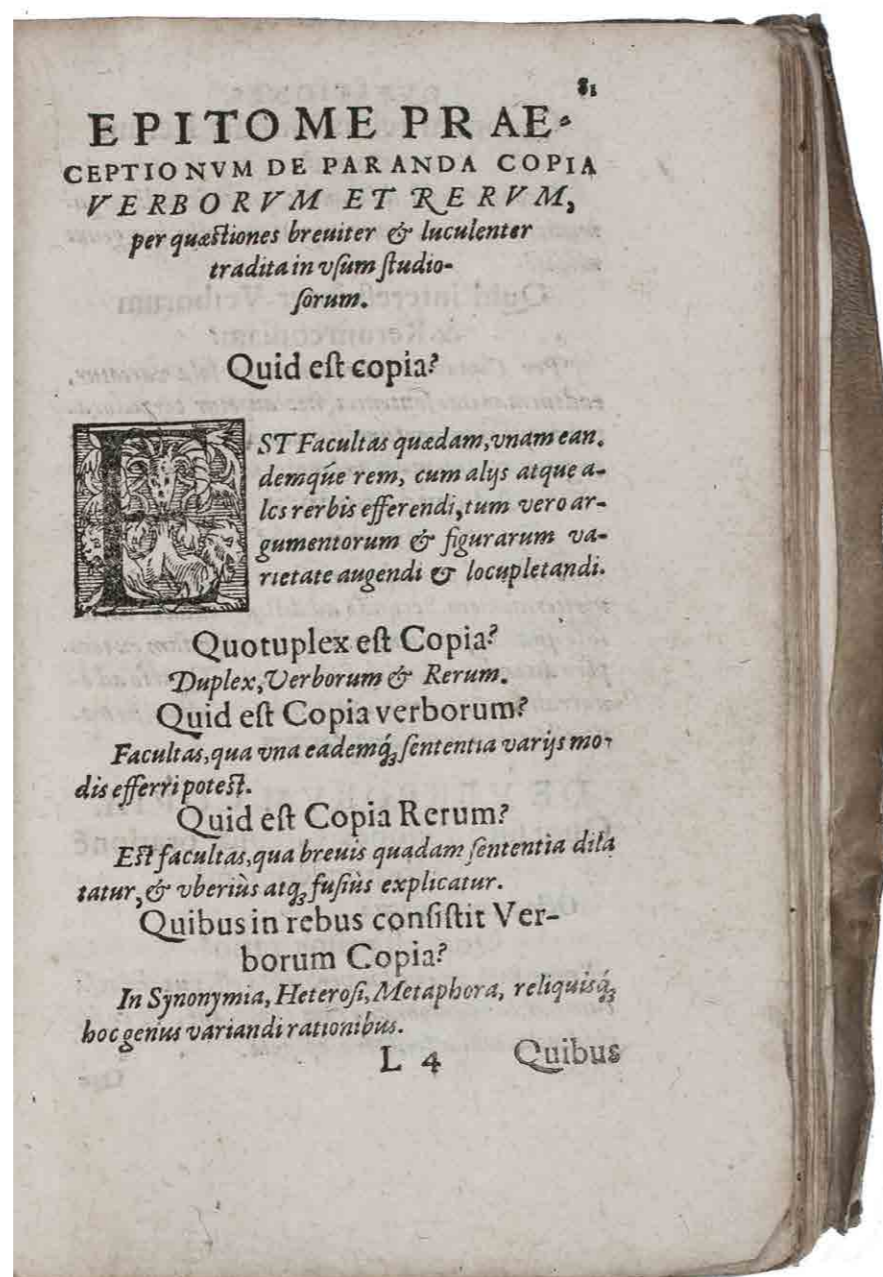 81
EPITOME PRAE-
CEPTIONVM DE PARANDA COPIA
VERBORVM ET RERVM,
per quæſtiones breuiter & luculenter
tradita in vſum ſtudio-
ſorum.
Quid eſt copia?
EST Facultas quædam, vnam ean.
demq́ue rem, cum alijs atque a-
lcs rerbis efferendi, tum vero ar-
gumentorum & figurarum va-
rietate augendi & locupletandi.
Quotuplex eſt Copia?
Duplex, Verborum & Rerum.
Quid eſt Copia verborum?
Facultas, qua vna eademq́ꝫ ſententia varijs mo-
dis efferri poteſt.
Quid eſt Copia Rerum?
Eſt facultas, qua breuis quadam ſententia dila
tatur, & vberiùs atqꝫ fuſiùs explicatur.
Quibus in rebus conſiſtit Ver-
borum Copia?
In Synonymia, Heteroſi, Metaphora, reliquisq́ꝫ
hoc genus variandi rationibus.
L 4 Quibus